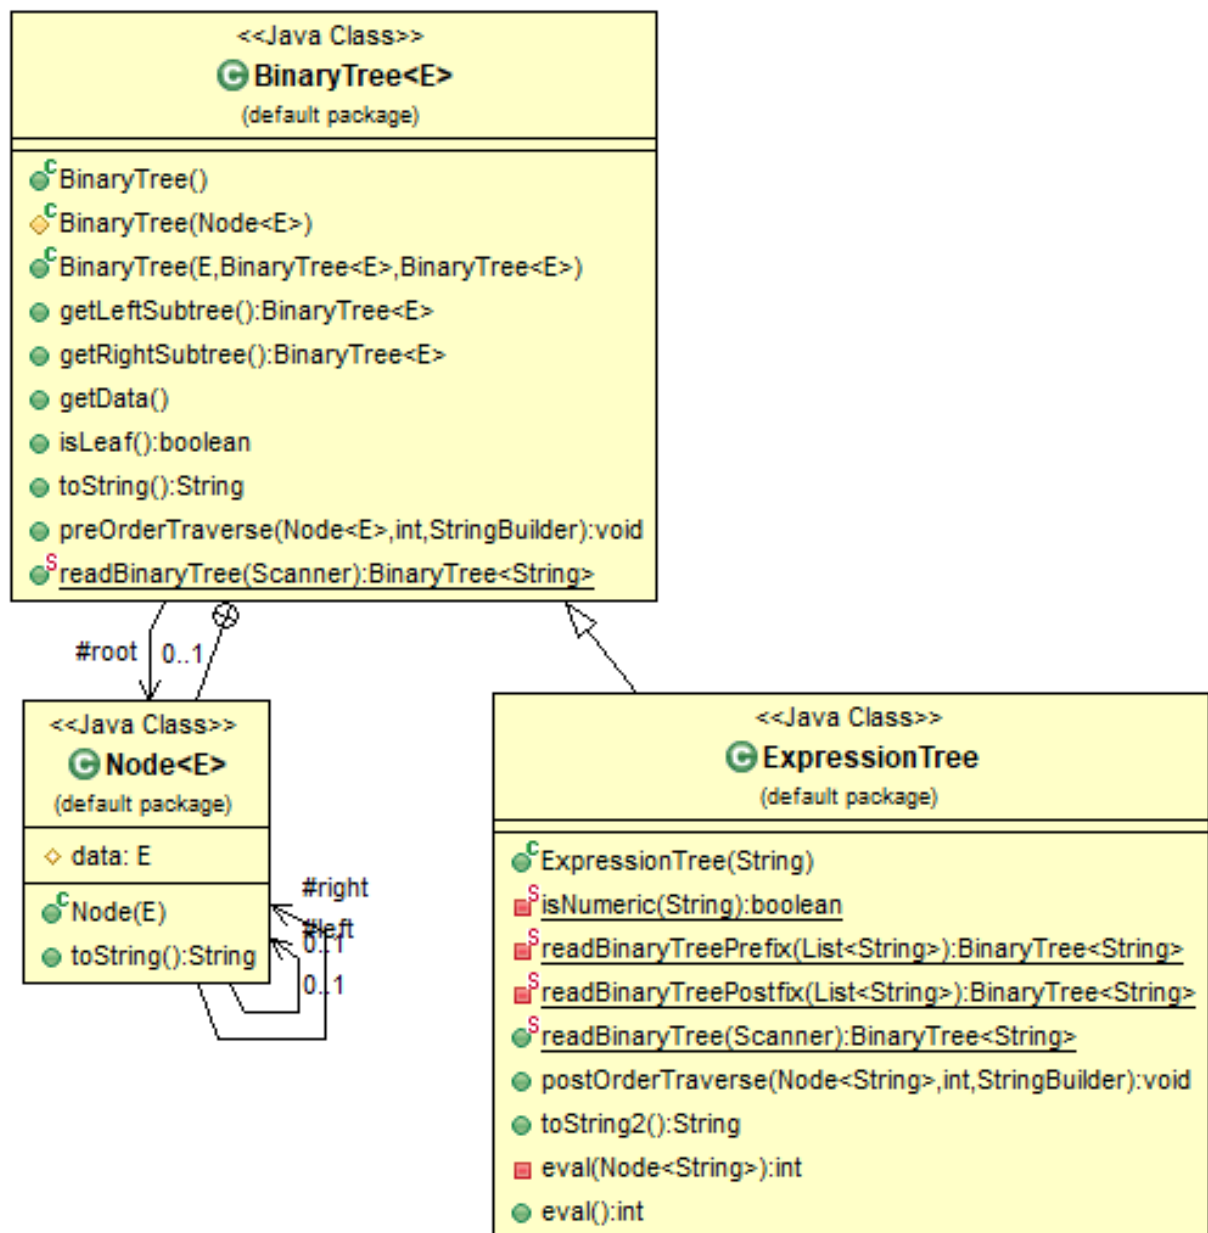 <<Java Class>>
BinaryTree<E>
(default package)
BinaryTree()
BinaryTree(Node<E>)
BinaryTree(E,BinaryTree<E>,BinaryTree<E>)
getLeftSubtree():BinaryTree<E>
getRightSubtree():BinaryTree<E>
getData()
isLeaf():boolean
toString():String
preOrderTraverse(Node<E>,int,StringBuilder):void
readBinaryTree(Scanner):BinaryTree<String>
#root 0..1
<<Java Class>>
Node<E>
(default package)
data: E
Node(E)
toString():String
#right
#left
0..1
0..1
<<Java Class>>
ExpressionTree
(default package)
ExpressionTree(String)
isNumeric(String):boolean
readBinaryTreePrefix(List<String>):BinaryTree<String>
readBinaryTreePostfix(List<String>):BinaryTree<String>
readBinaryTree(Scanner):BinaryTree<String>
postOrderTraverse(Node<String>,int,StringBuilder):void
toString2():String
eval(Node<String>):int
eval():int